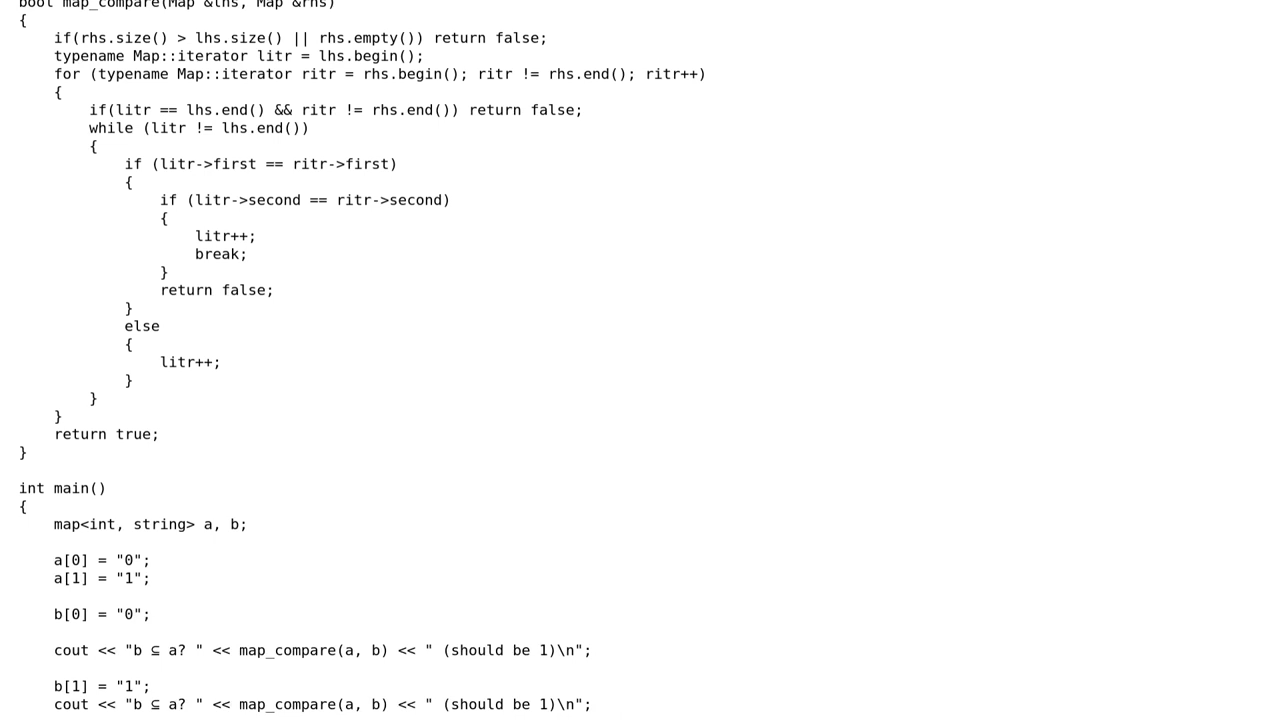 bool map_compare(Map &lhs, Map &rhs)
{
    if(rhs.size() > lhs.size() || rhs.empty()) return false;
    typename Map::iterator litr = lhs.begin();
    for (typename Map::iterator ritr = rhs.begin(); ritr != rhs.end(); ritr++)
    {
        if(litr == lhs.end() && ritr != rhs.end()) return false;
        while (litr != lhs.end())
        {
            if (litr->first == ritr->first)
            {
                if (litr->second == ritr->second)
                {
                    litr++;
                    break;
                }
                return false;
            }
            else
            {
                litr++;
            }
        }
    }
    return true;
}

int main()
{
    map<int, string> a, b;

    a[0] = "0";
    a[1] = "1";

    b[0] = "0";

    cout << "b ⊆ a? " << map_compare(a, b) << " (should be 1)\n";

    b[1] = "1";
    cout << "b ⊆ a? " << map_compare(a, b) << " (should be 1)\n";